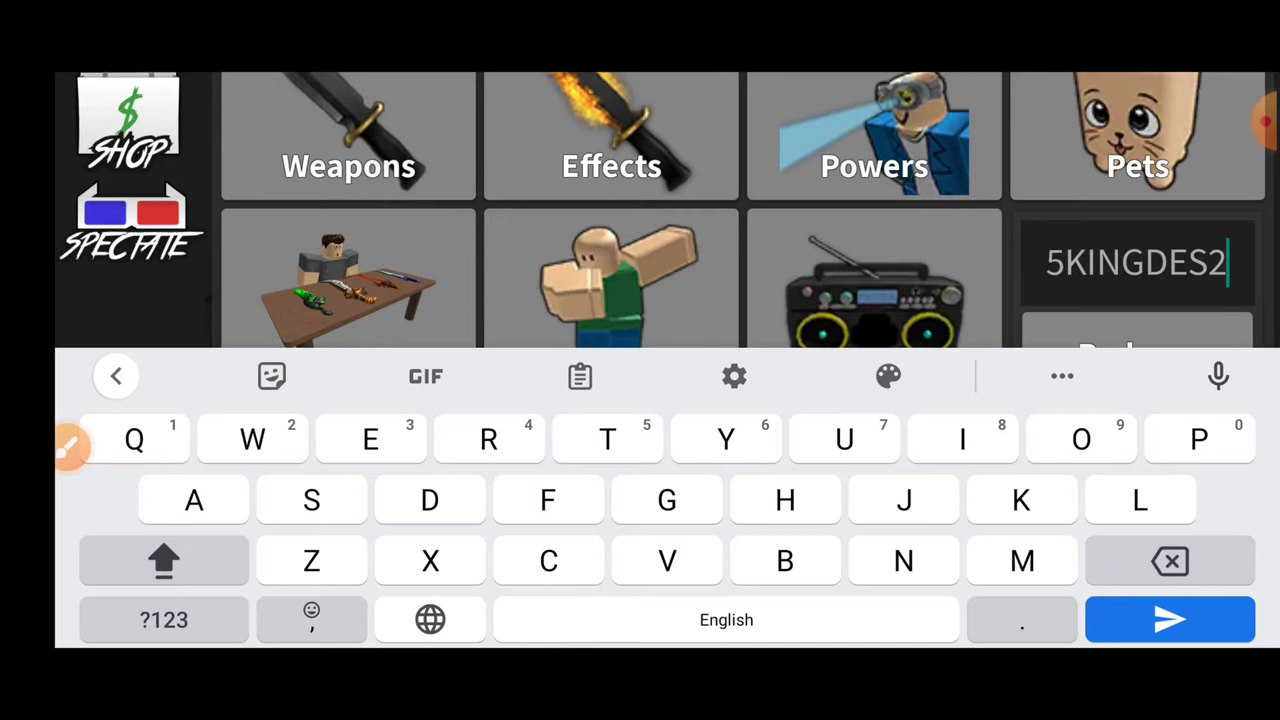 $
SHOP
Weapons
Effects
Powers
Pets
SPECTATE
5KINGDES2
GIF
Q 1 W 2 E 3 R 4 T 5 Y 6 U 7 I 8 O 9 P 0
A S D F G H J K L
Z X C V B N M
?123 , English .